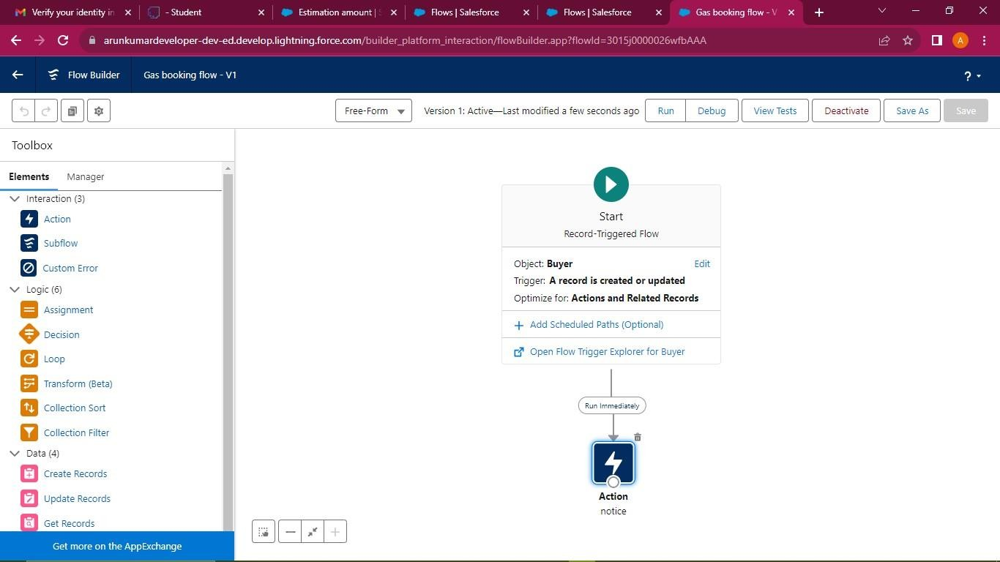 Verify your identity in
- Student
Estimation amount | S
Flows | Salesforce
Flows | Salesforce
Gas booking flow - V
arunkumardeveloper-dev-ed.develop.lightning.force.com/builder_platform_interaction/flowBuilder.app?flowId=3015j0000026wfbAAA
A
Flow Builder
Gas booking flow - V1
?
Free-Form
Version 1: Active—Last modified a few seconds ago
Run
Debug
View Tests
Deactivate
Save As
Save
Toolbox
Elements
Manager
Interaction (3)
Action
Subflow
Custom Error
Logic (6)
Assignment
Decision
Loop
Transform (Beta)
Collection Sort
Collection Filter
Data (4)
Create Records
Update Records
Get Records
Get more on the AppExchange
Start
Record-Triggered Flow
Object: Buyer
Edit
Trigger: A record is created or updated
Optimize for: Actions and Related Records
Add Scheduled Paths (Optional)
Open Flow Trigger Explorer for Buyer
Run Immediately
Action
notice